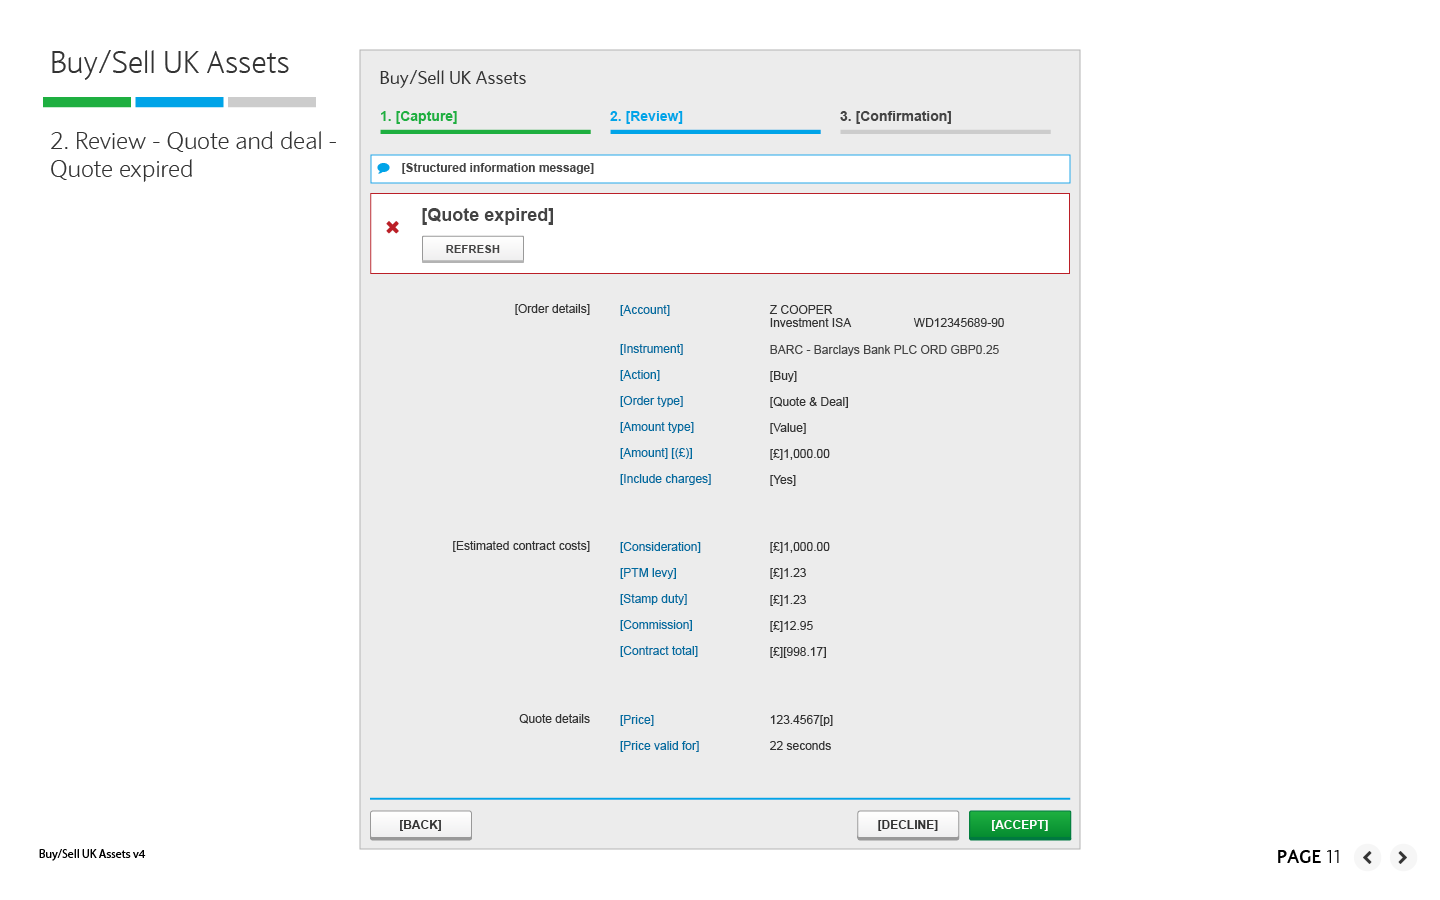 Buy/Sell UK Assets
2. Review - Quote and deal -
Quote expired
Buy/Sell UK Assets
1. [Capture] 2. [Review] 3. [Confirmation]
[Structured information message]
[Quote expired]
REFRESH
[Order details] [Account] Z COOPER
Investment ISA WD12345689-90
[Instrument] BARC - Barclays Bank PLC ORD GBP0.25
[Action] [Buy]
[Order type] [Quote & Deal]
[Amount type] [Value]
[Amount] [(£)] [£]1,000.00
[Include charges] [Yes]
[Estimated contract costs] [Consideration] [£]1,000.00
[PTM levy] [£]1.23
[Stamp duty] [£]1.23
[Commission] [£]12.95
[Contract total] [£][998.17]
Quote details [Price] 123.4567[p]
[Price valid for] 22 seconds
[BACK] [DECLINE] [ACCEPT]
Buy/Sell UK Assets v4
PAGE 11